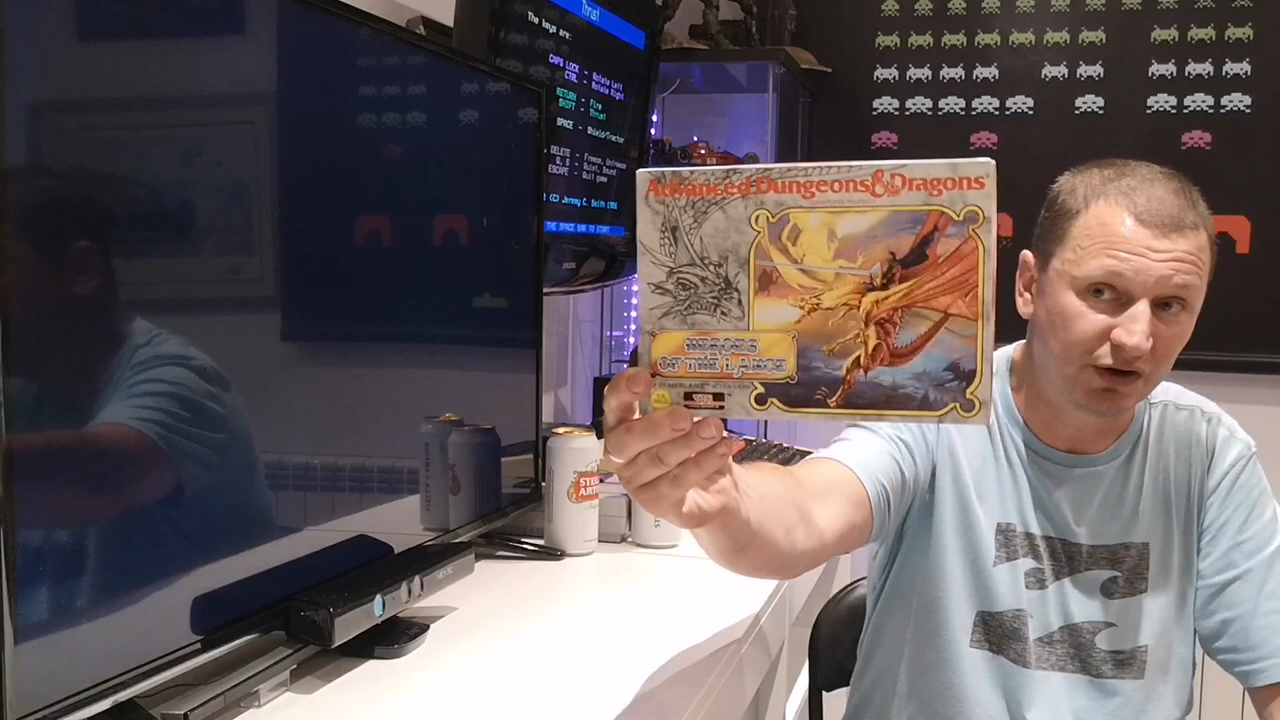 Thrust
The keys are:
CAPS LOCK - Rotate Left
CTRL - Rotate Right
RETURN - Fire
SHIFT - Thrust
SPACE - Shield/Tractor
DELETE - Freeze, Unfreeze
Q, S - Quiet, Sound
ESCAPE - Quit game
(C) Jeremy C. Smith 1986
THE SPACE BAR TO START
Advanced Dungeons & Dragons
HEROES
OF THE LANCE
STELLA
ARTOIS